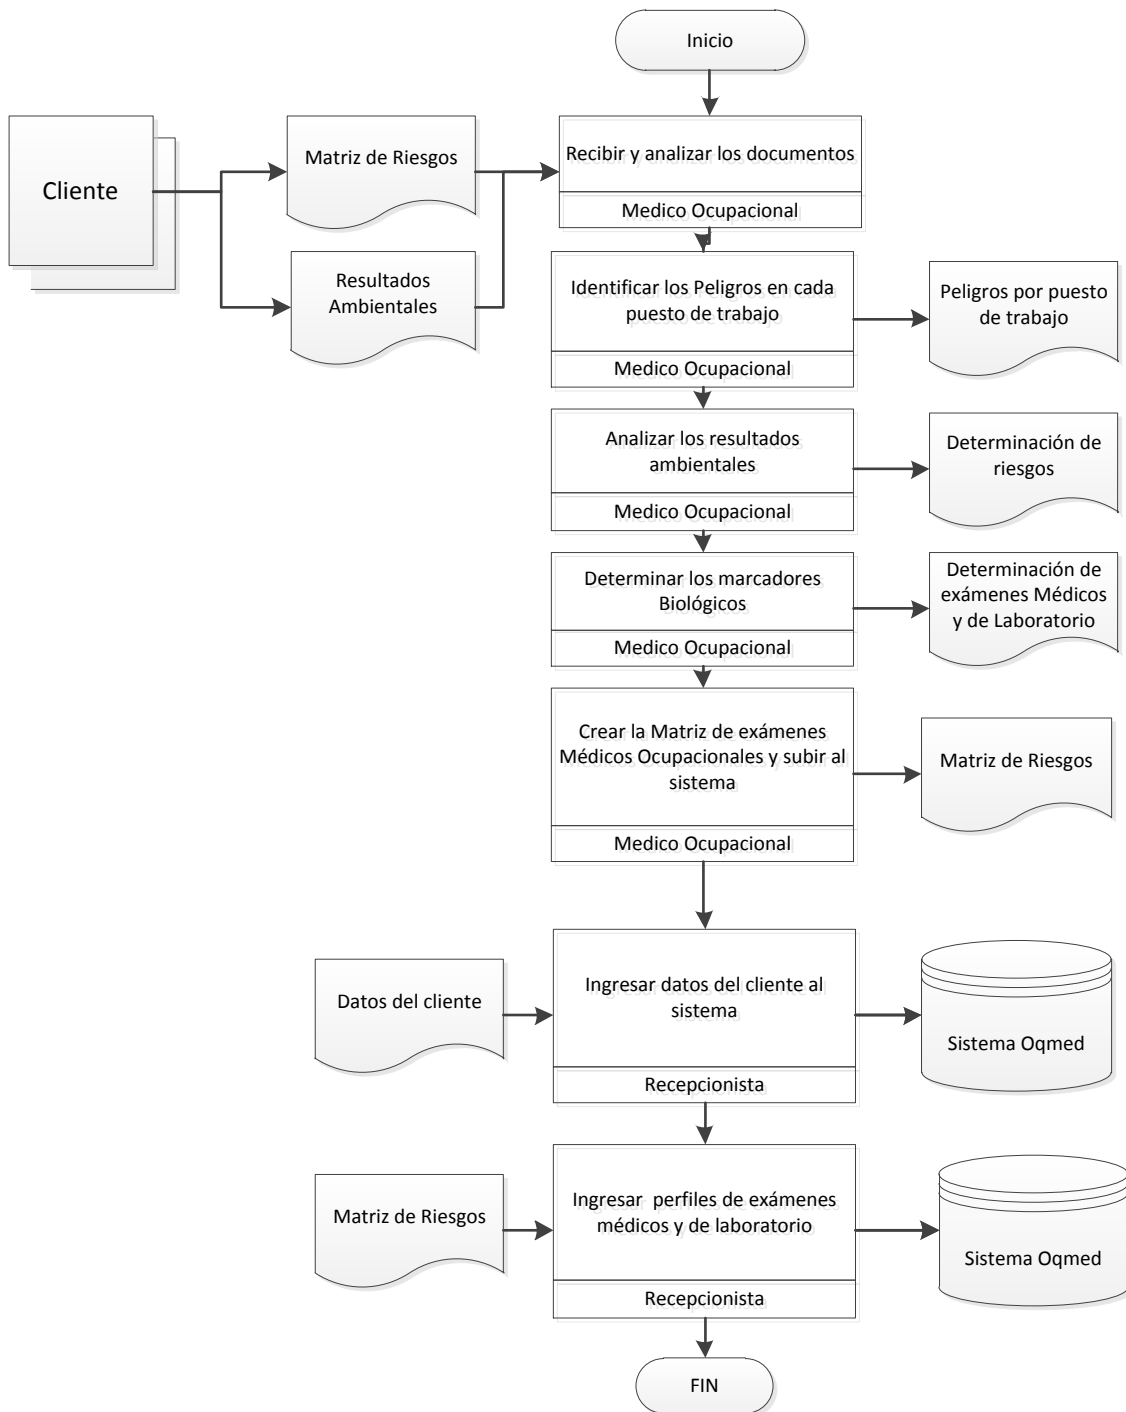 Inicio
Cliente
Matriz de Riesgos
Resultados
Ambientales
Recibir y analizar los documentos
Medico Ocupacional
Identificar los Peligros en cada
puesto de trabajo
Medico Ocupacional
Peligros por puesto
de trabajo
Analizar los resultados
ambientales
Medico Ocupacional
Determinación de
riesgos
Determinar los marcadores
Biológicos
Medico Ocupacional
Determinación de
exámenes Médicos
y de Laboratorio
Crear la Matriz de exámenes
Médicos Ocupacionales y subir al
sistema
Medico Ocupacional
Matriz de Riesgos
Datos del cliente
Ingresar datos del cliente al
sistema
Recepcionista
Sistema Oqmed
Matriz de Riesgos
Ingresar perfiles de exámenes
médicos y de laboratorio
Recepcionista
Sistema Oqmed
FIN